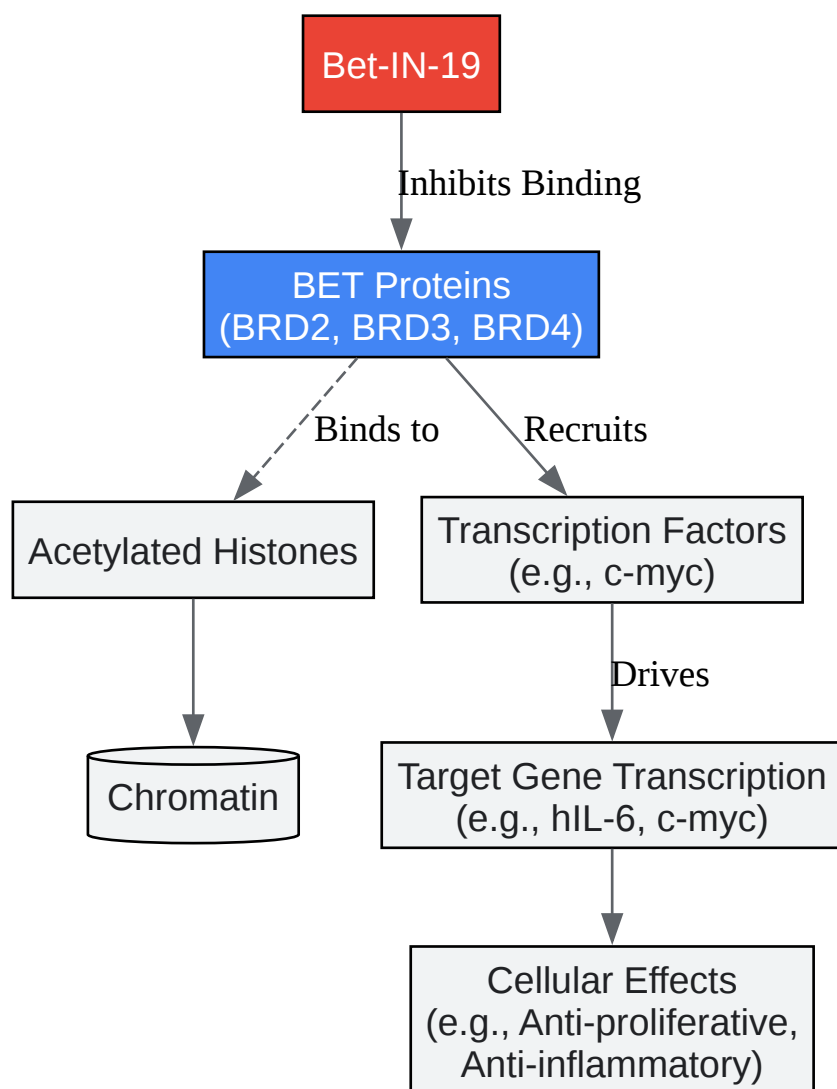 Bet-IN-19
Inhibits Binding
BET Proteins
(BRD2, BRD3, BRD4)
Binds to
Recruits
Acetylated Histones
Transcription Factors
(e.g., c-myc)
Drives
Chromatin
Target Gene Transcription
(e.g., hIL-6, c-myc)
Cellular Effects
(e.g., Anti-proliferative,
Anti-inflammatory)